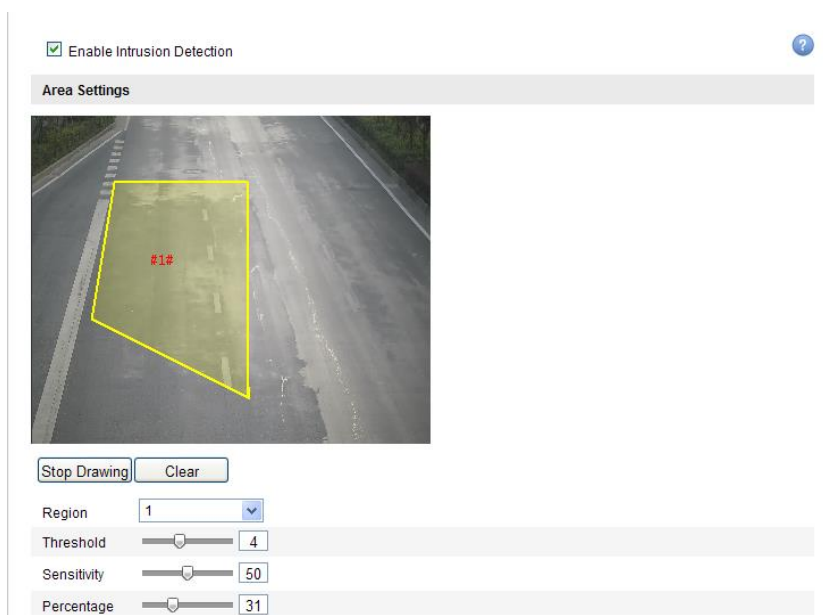 Enable Intrusion Detection
?
Area Settings
#1#
Stop Drawing Clear
Region 1
Threshold 4
Sensitivity 50
Percentage 31